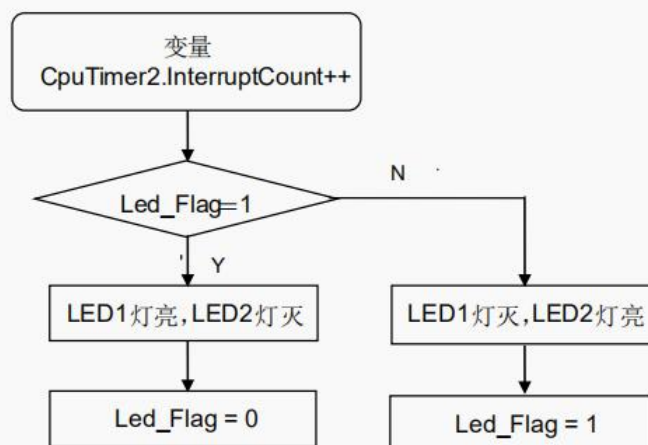 变量
CpuTimer2.InterruptCount++
Led_Flag=1
N
Y
LED1灯亮,LED2灯灭
LED1灯灭,LED2灯亮
Led_Flag = 0
Led_Flag = 1